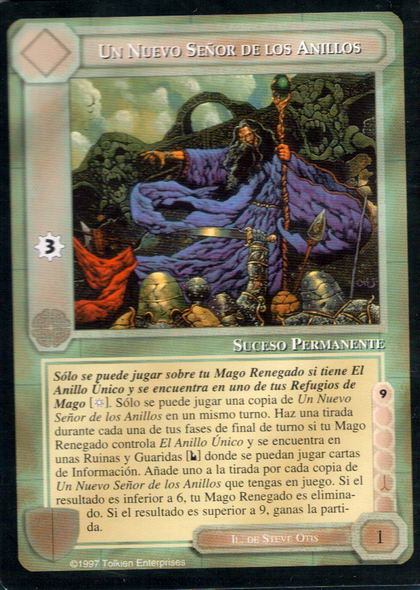 Un Nuevo Señor de los Anillos
3
Suceso Permanente
Sólo se puede jugar sobre tu Mago Renegado si tiene El
Anillo Único y se encuentra en uno de tus Refugios de
Mago [☼]. Sólo se puede jugar una copia de Un Nuevo
Señor de los Anillos en un mismo turno. Haz una tirada
durante cada una de tus fases de final de turno si tu Mago
Renegado controla El Anillo Único y se encuentra en
unas Ruinas y Guaridas [] donde se puedan jugar cartas
de Información. Añade uno a la tirada por cada copia de
Un Nuevo Señor de los Anillos que tengas en juego. Si el
resultado es inferior a 6, tu Mago Renegado es elimina-
do. Si el resultado es superior a 9, ganas la parti-
da.
9
Il. de Steve Otis
1
©1997 Tolkien Enterprises